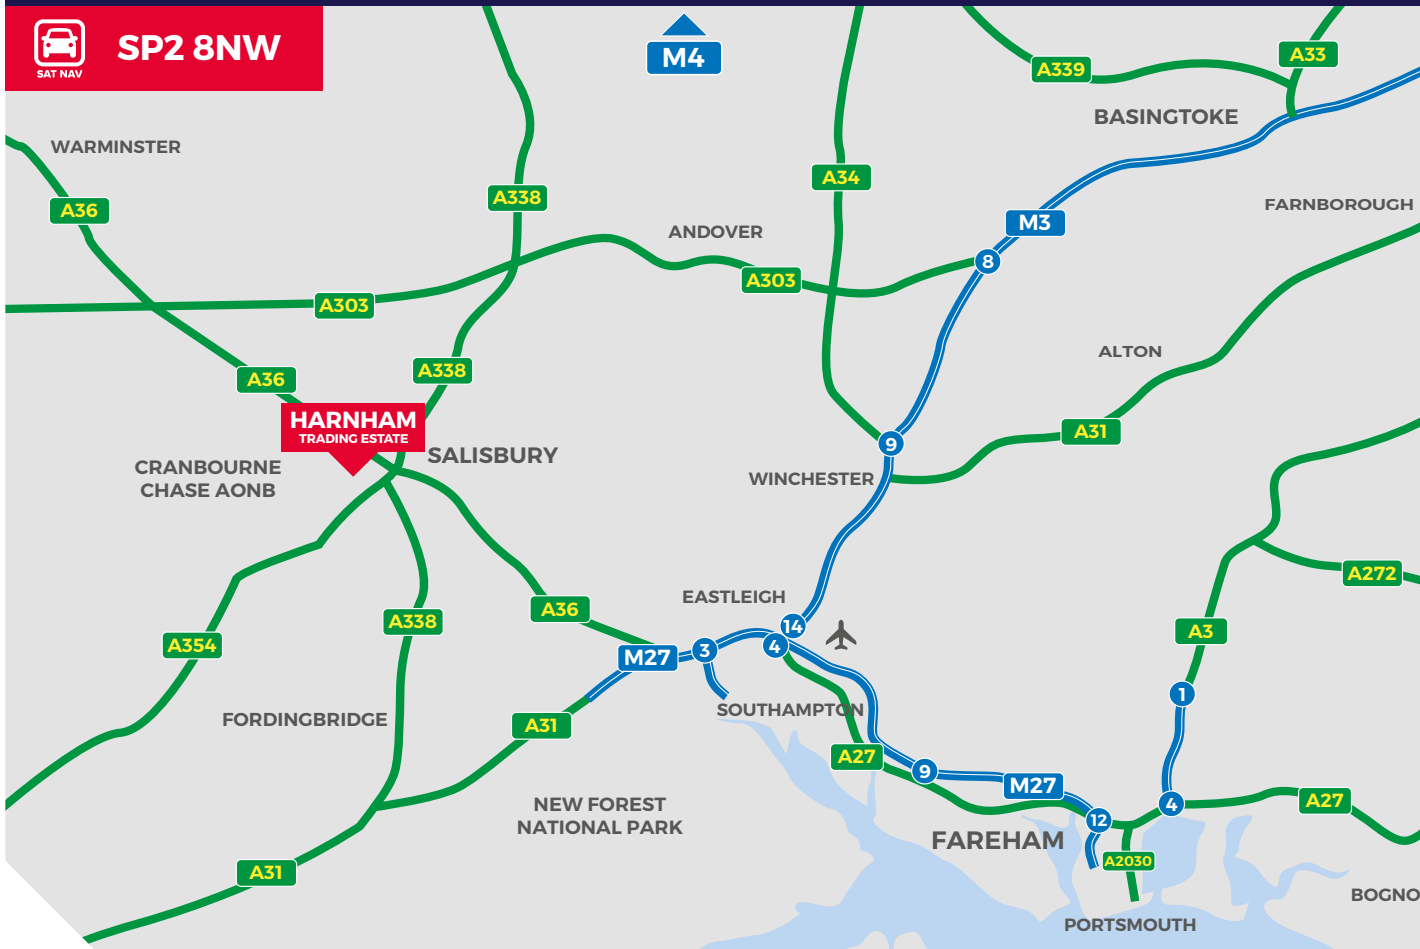 SAT NAV
SP2 8NW
M4
A339
A33
BASINGTOKE
WARMINSTER
A34
A338
A36
FARNBOROUGH
M3
ANDOVER
8
A303
A303
ALTON
A338
A36
HARNHAM
TRADING ESTATE
A31
9
SALISBURY
CRANBOURNE
CHASE AONB
WINCHESTER
A272
EASTLEIGH
A36
A338
14
A3
A354
4
3
M27
1
SOUTHAMPTON
FORDINGBRIDGE
A31
A27
9
M27
NEW FOREST
NATIONAL PARK
4
A27
12
FAREHAM
A2030
A31
BOGNO
PORTSMOUTH